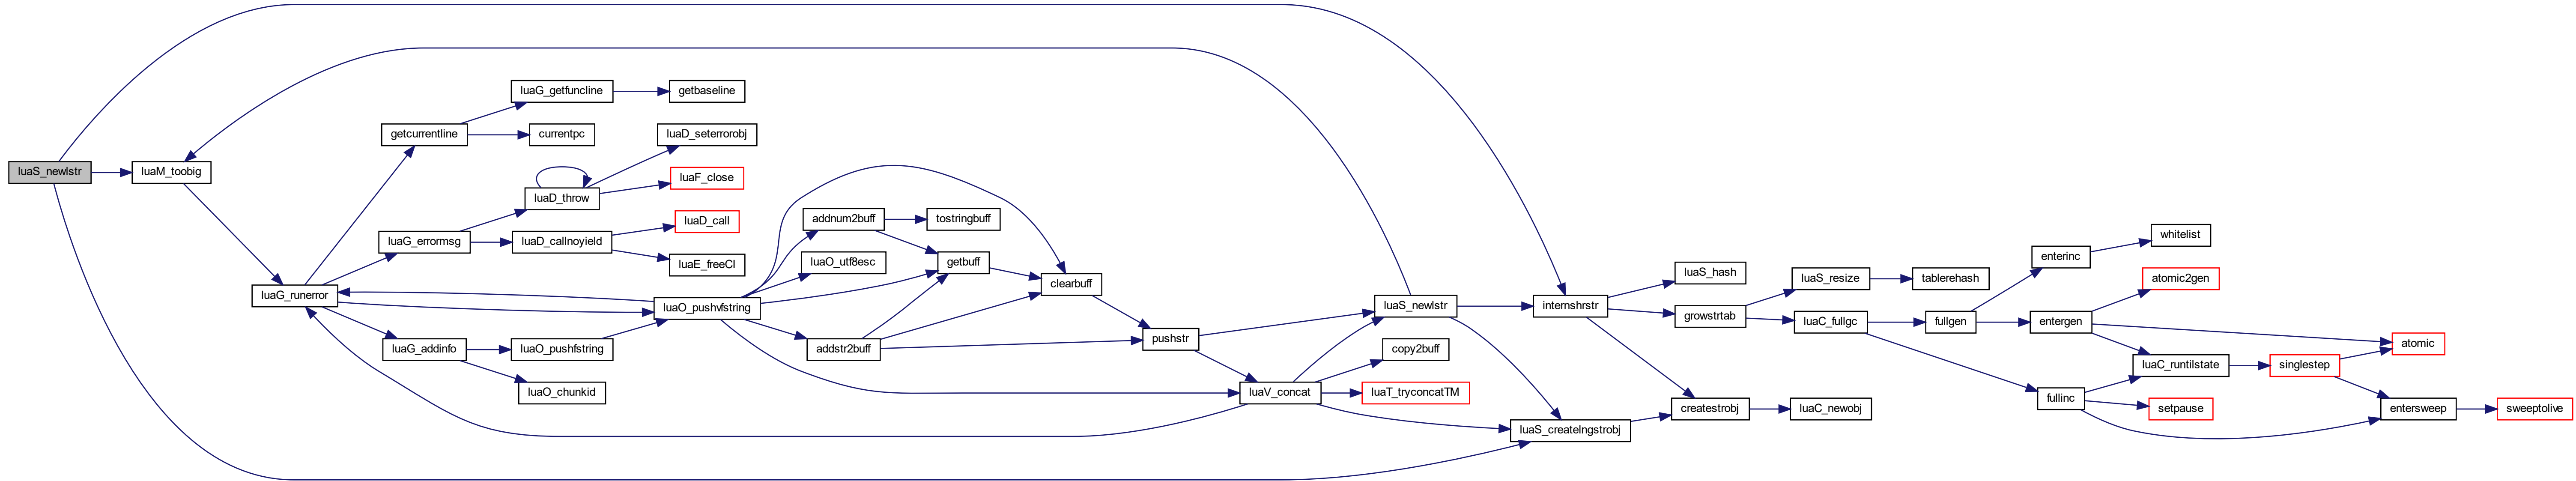 luaS_newlstr
luaM_toobig
luaG_runerror
getcurrentline
luaG_errormsg
luaG_addinfo
luaG_getfuncline
currentpc
luaD_throw
luaD_callnoyield
luaO_pushfstring
luaO_chunkid
getbaseline
luaD_seterrorobj
luaF_close
luaD_call
luaE_freeCI
luaO_pushvfstring
addnum2buff
luaO_utf8esc
addstr2buff
tostringbuff
getbuff
clearbuff
pushstr
luaV_concat
luaS_newlstr
copy2buff
luaT_tryconcatTM
internshrstr
luaS_createlngstrobj
luaS_hash
growstrtab
createstrobj
luaS_resize
luaC_fullgc
luaC_newobj
tablerehash
fullgen
enterinc
entergen
fullinc
whitelist
atomic2gen
luaC_runtilstate
setpause
singlestep
entersweep
atomic
sweeptolive